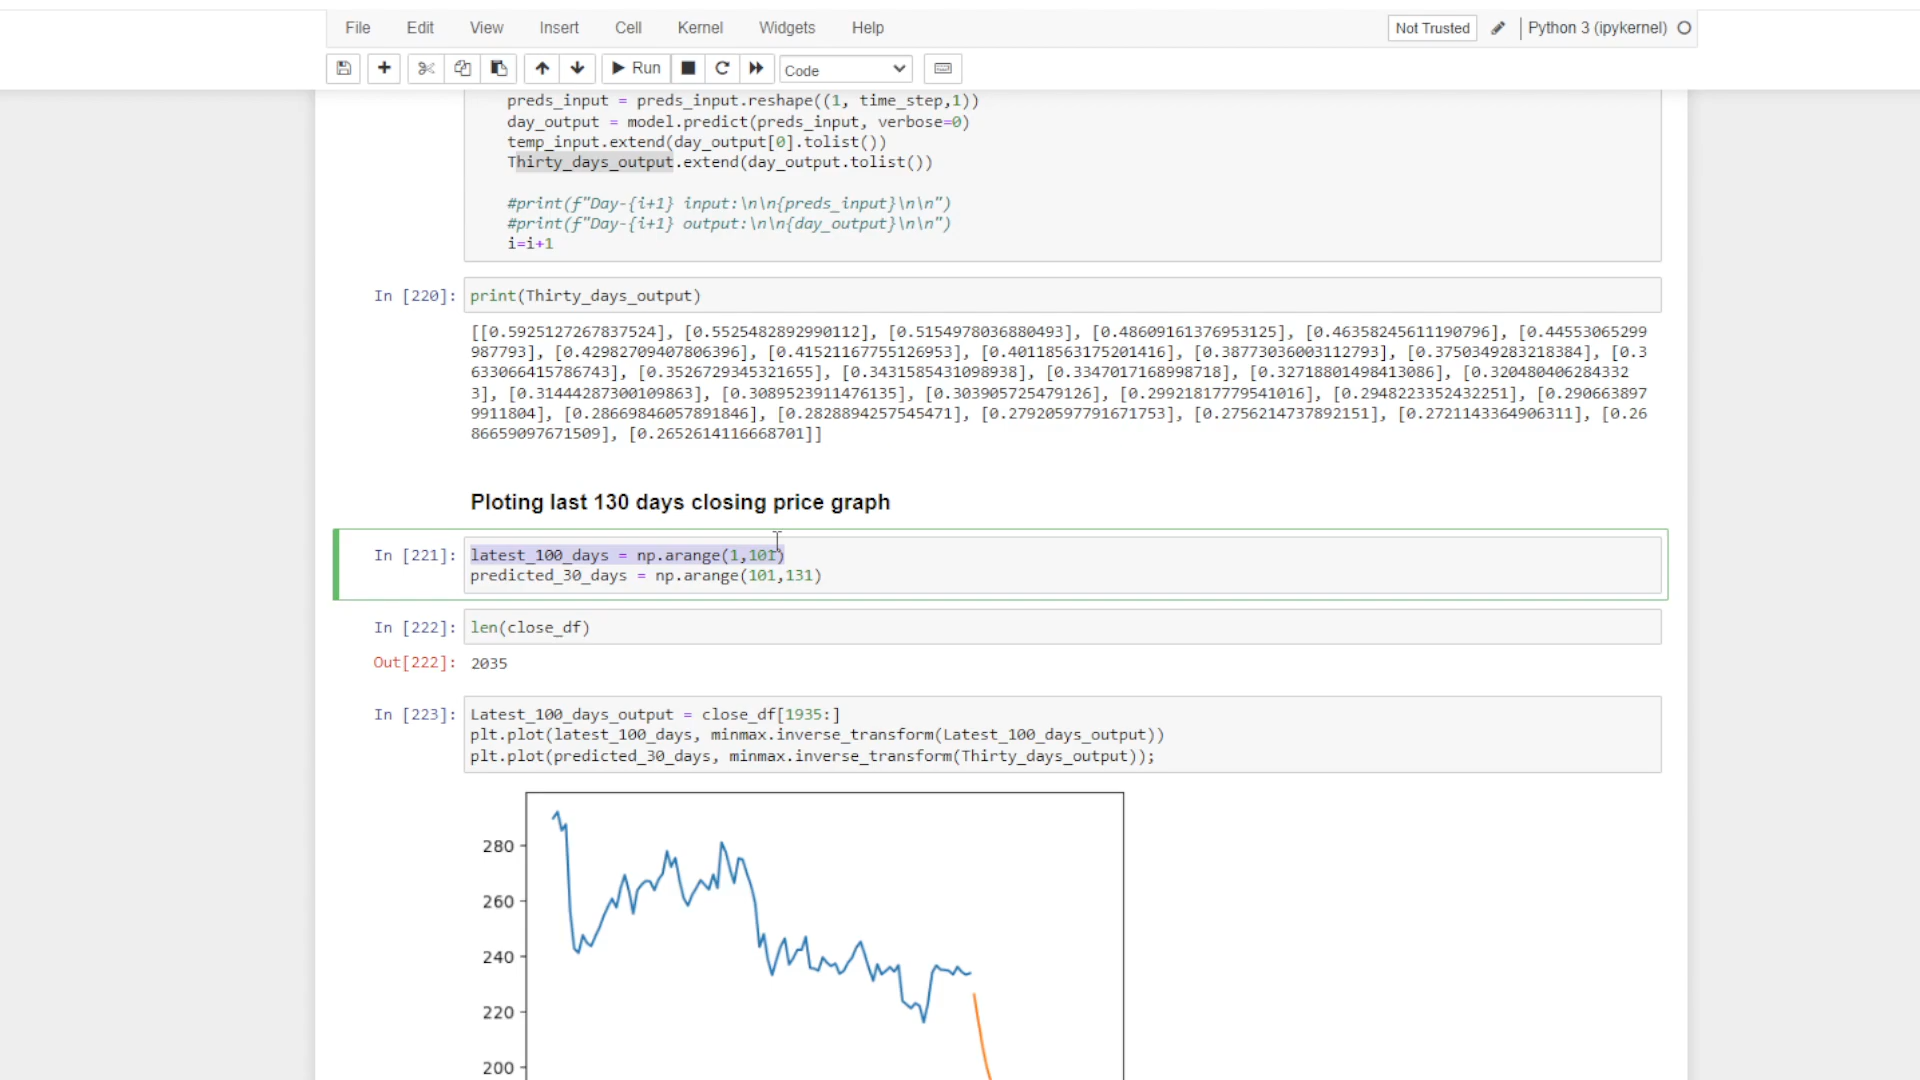 File Edit View Insert Cell Kernel Widgets Help Not Trusted Python 3 (ipykernel)
Run Code
preds_input = preds_input.reshape((1, time_step,1))
day_output = model.predict(preds_input, verbose=0)
temp_input.extend(day_output[0].tolist())
Thirty_days_output.extend(day_output.tolist())
#print(f"Day-{i+1} input:\n\n{preds_input}\n\n")
#print(f"Day-{i+1} output:\n\n{day_output}\n\n")
i=i+1
In [220]: print(Thirty_days_output)
[[0.5925127267837524], [0.5525482892990112], [0.5154978036880493], [0.48609161376953125], [0.46358245611190796], [0.44553065299
987793], [0.42982709407806396], [0.41521167755126953], [0.40118563175201416], [0.38773036003112793], [0.3750349283218384], [0.3
633066415786743], [0.3526729345321655], [0.3431585431098938], [0.3347017168998718], [0.327188014984130​86], [0.320480406284332
3], [0.31444287300109863], [0.3089523911476135], [0.303905725479126], [0.29921817779541016], [0.2948223352432251], [0.290663897
9911804], [0.28669846057891846], [0.2828894257545471], [0.27920597791671753], [0.2756214737892151], [0.2721143364906311], [0.26
86659097671509], [0.2652614116668701]]
Ploting last 130 days closing price graph
In [221]: latest_100_days = np.arange(1,101)
predicted_30_days = np.arange(101,131)
In [222]: len(close_df)
Out[222]: 2035
In [223]: Latest_100_days_output = close_df[1935:]
plt.plot(latest_100_days, minmax.inverse_transform(Latest_100_days_output))
plt.plot(predicted_30_days, minmax.inverse_transform(Thirty_days_output));
280
260
240
220
200